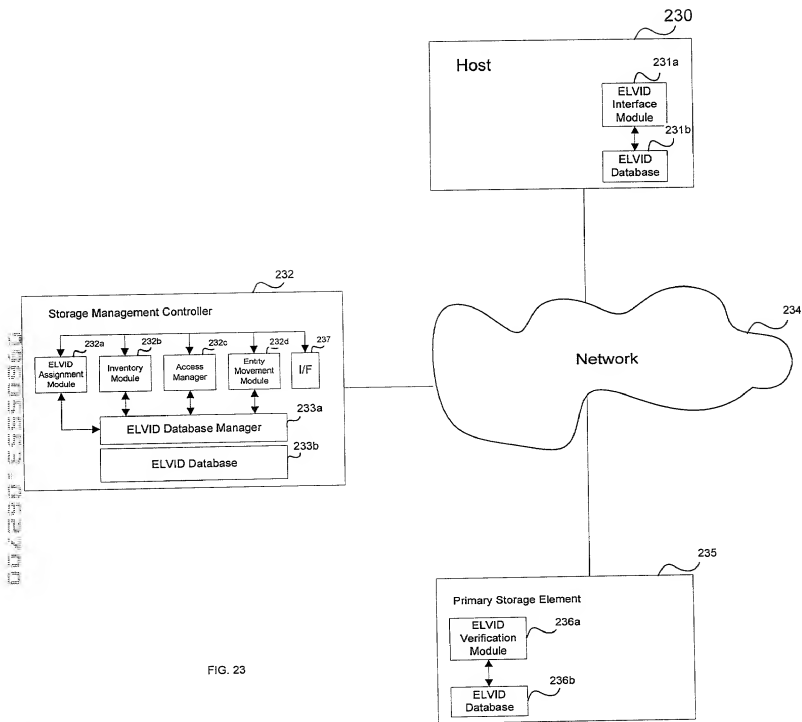 230
Host
231a
ELVID
Interface
Module
231b
ELVID
Database
232
Storage Management Controller
232a
232b
232c
232d
237
ELVID
Assignment
Module
Inventory
Module
Access
Manager
Entity
Movement
Module
I/F
233a
ELVID Database Manager
233b
ELVID Database
234
Network
235
Primary Storage Element
236a
ELVID
Verification
Module
236b
ELVID
Database
FIG. 23